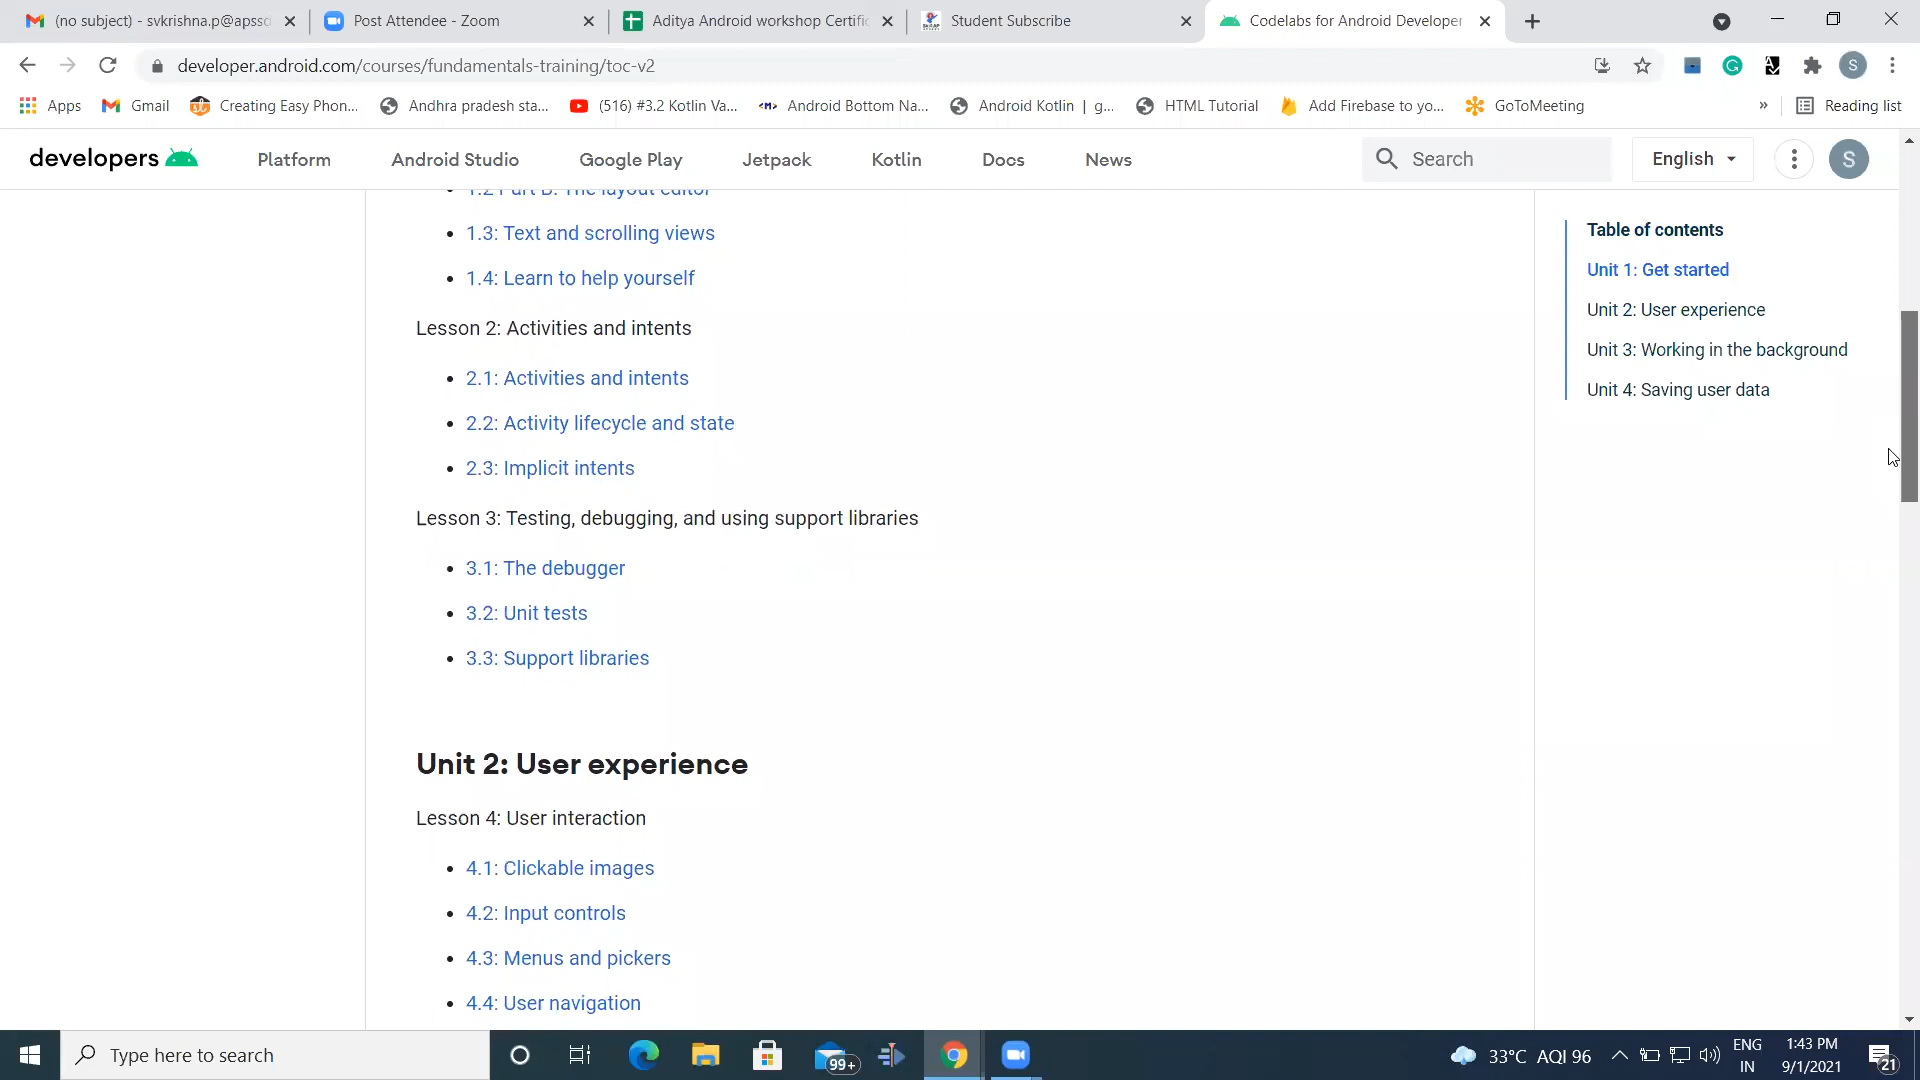 (no subject) - svkrishna.p@apssd
Post Attendee - Zoom
Aditya Android workshop Certific
Student Subscribe
Codelabs for Android Developer
developer.android.com/courses/fundamentals-training/toc-v2
S
Apps
Gmail
Creating Easy Phon...
Andhra pradesh sta...
(516) #3.2 Kotlin Va...
Android Bottom Na...
Android Kotlin | g...
HTML Tutorial
Add Firebase to yo...
GoToMeeting
»
Reading list
developers
Platform
Android Studio
Google Play
Jetpack
Kotlin
Docs
News
Search
English
S
1.2 Part B: The layout editor
1.3: Text and scrolling views
1.4: Learn to help yourself
Lesson 2: Activities and intents
2.1: Activities and intents
2.2: Activity lifecycle and state
2.3: Implicit intents
Lesson 3: Testing, debugging, and using support libraries
3.1: The debugger
3.2: Unit tests
3.3: Support libraries
Unit 2: User experience
Lesson 4: User interaction
4.1: Clickable images
4.2: Input controls
4.3: Menus and pickers
4.4: User navigation
Table of contents
Unit 1: Get started
Unit 2: User experience
Unit 3: Working in the background
Unit 4: Saving user data
Type here to search
99+
33°C AQI 96
ENG
IN
1:43 PM
9/1/2021
21